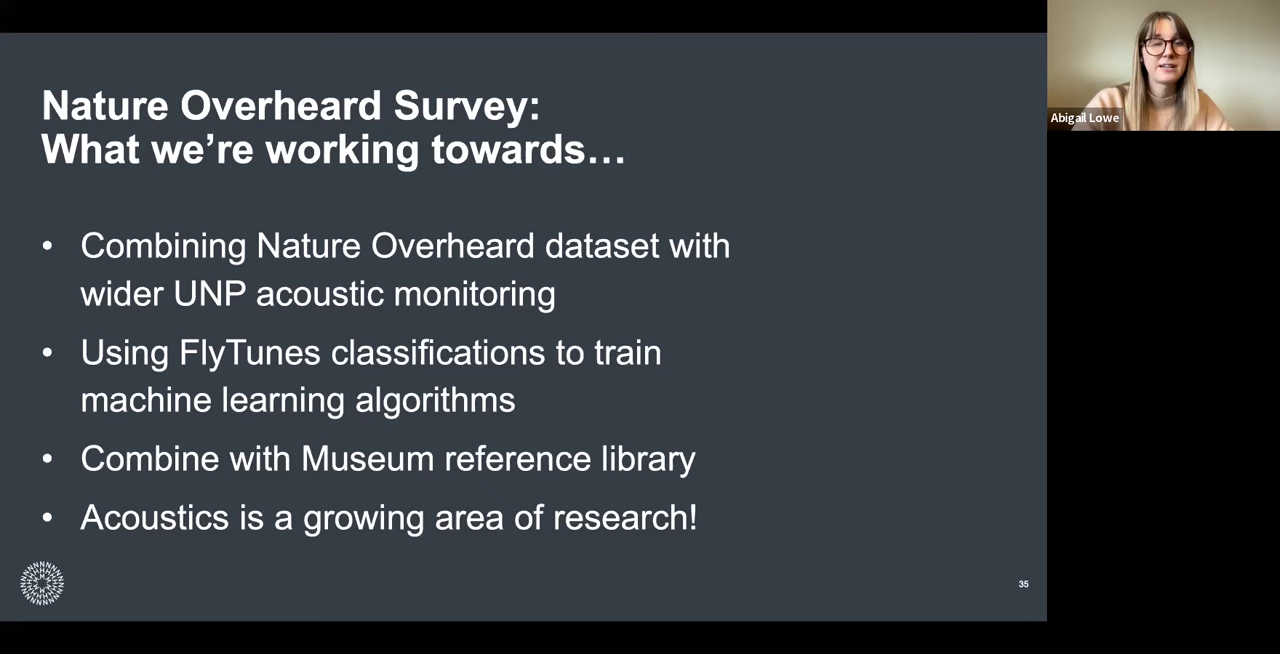 Nature Overheard Survey:
What we’re working towards…
• Combining Nature Overheard dataset with
wider UNP acoustic monitoring
• Using FlyTunes classifications to train
machine learning algorithms
• Combine with Museum reference library
• Acoustics is a growing area of research!
35
Abigail Lowe